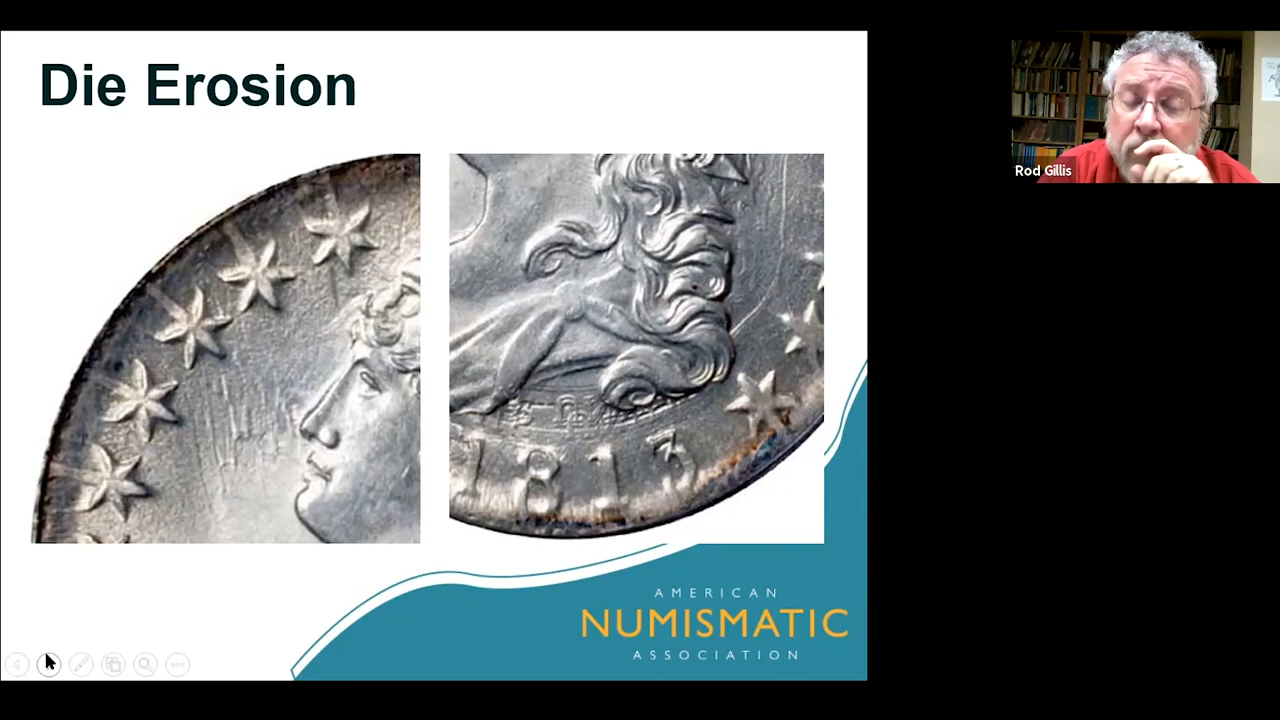 Die Erosion
Rod Gillis
1813
AMERICAN
NUMISMATIC
ASSOCIATION